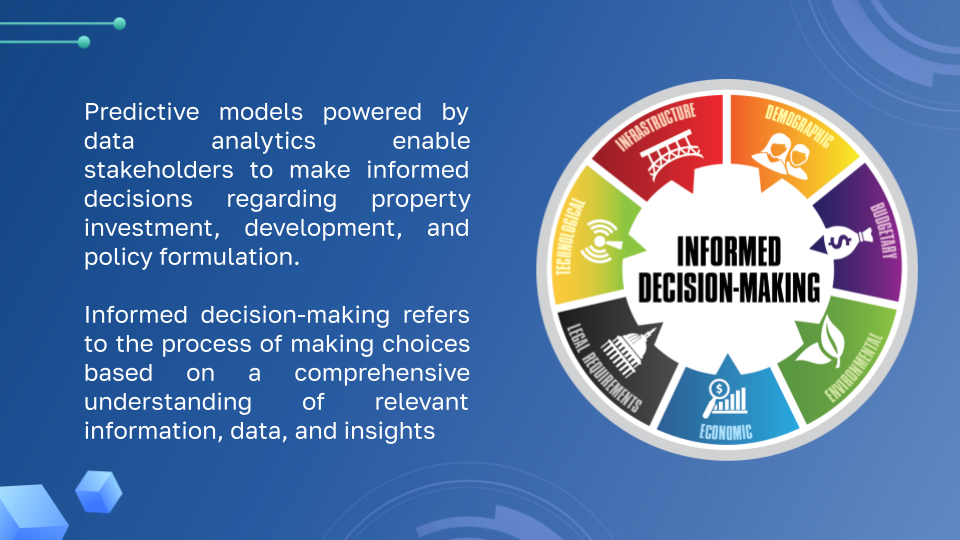 Predictive models powered by
data analytics enable
stakeholders to make informed
decisions regarding property
investment, development, and
policy formulation.
Informed decision-making refers
to the process of making choices
based on a comprehensive
understanding of relevant
information, data, and insights
INFRASTRUCTURE
DEMOGRAPHIC
BUDGETARY
ENVIRONMENTAL
$
ECONOMIC
LEGAL REQUIREMENTS
TECHNOLOGICAL
INFORMED
DECISION-MAKING
$